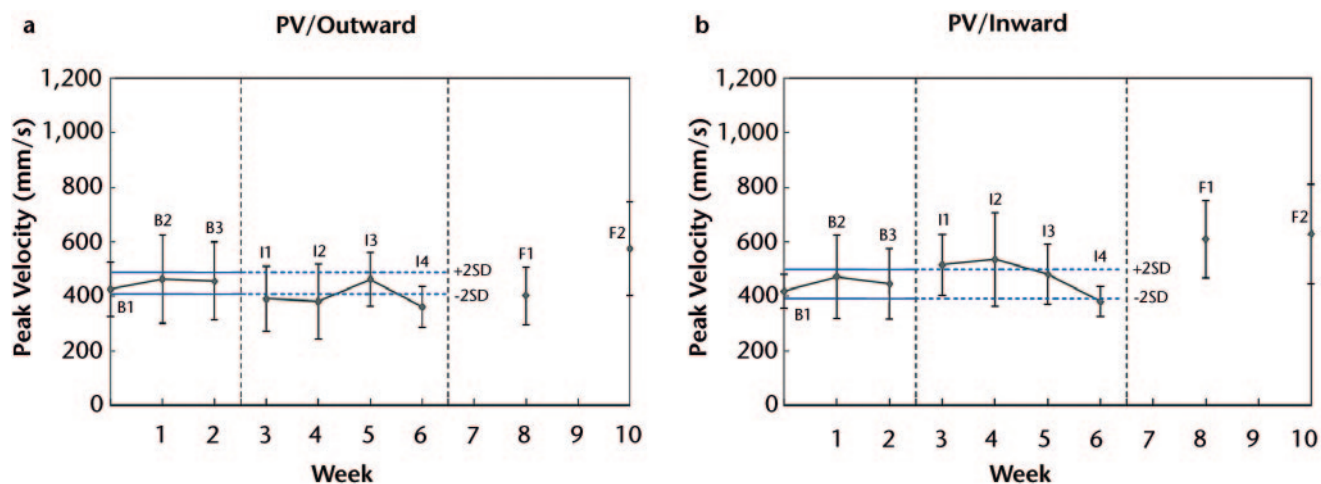 a PV/Outward
1,200
1,000
800
600
400
200
0
Peak Velocity (mm/s)
B1
B2
B3
I1
I2
I3
I4
+2SD
-2SD
F1
F2
1 2 3 4 5 6 7 8 9 10
Week
b PV/Inward
1,200
1,000
800
600
400
200
0
Peak Velocity (mm/s)
B1
B2
B3
I1
I2
I3
I4
+2SD
-2SD
F1
F2
1 2 3 4 5 6 7 8 9 10
Week